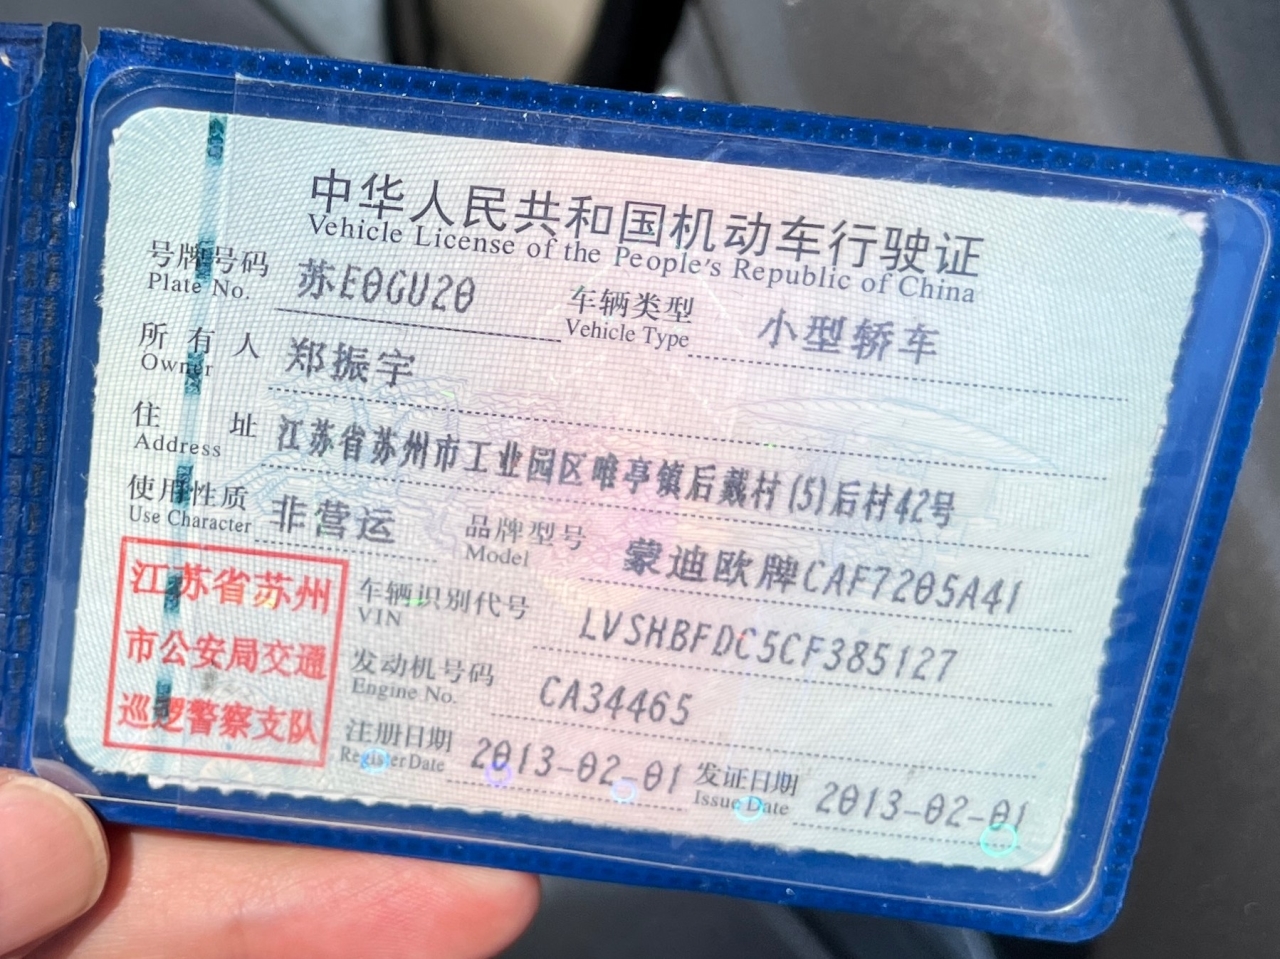 中华人民共和国机动车行驶证
Vehicle License of the People's Republic of China
号牌号码 苏E0GU20 车辆类型 小型轿车
Plate No. Vehicle Type
所有人 郑振宇
Owner
住址 江苏省苏州市工业园区唯亭镇后戴村(5)后村42号
Address
使用性质 非营运 品牌型号 蒙迪欧牌CAF7205A41
Use Character Model
江苏省苏州
市公安局交通
巡逻警察支队
车辆识别代号 LVSHBFDC5CF385127
VIN
发动机号码 CA34465
Engine No.
注册日期 2013-02-01 发证日期 2013-02-01
Register Date Issue Date